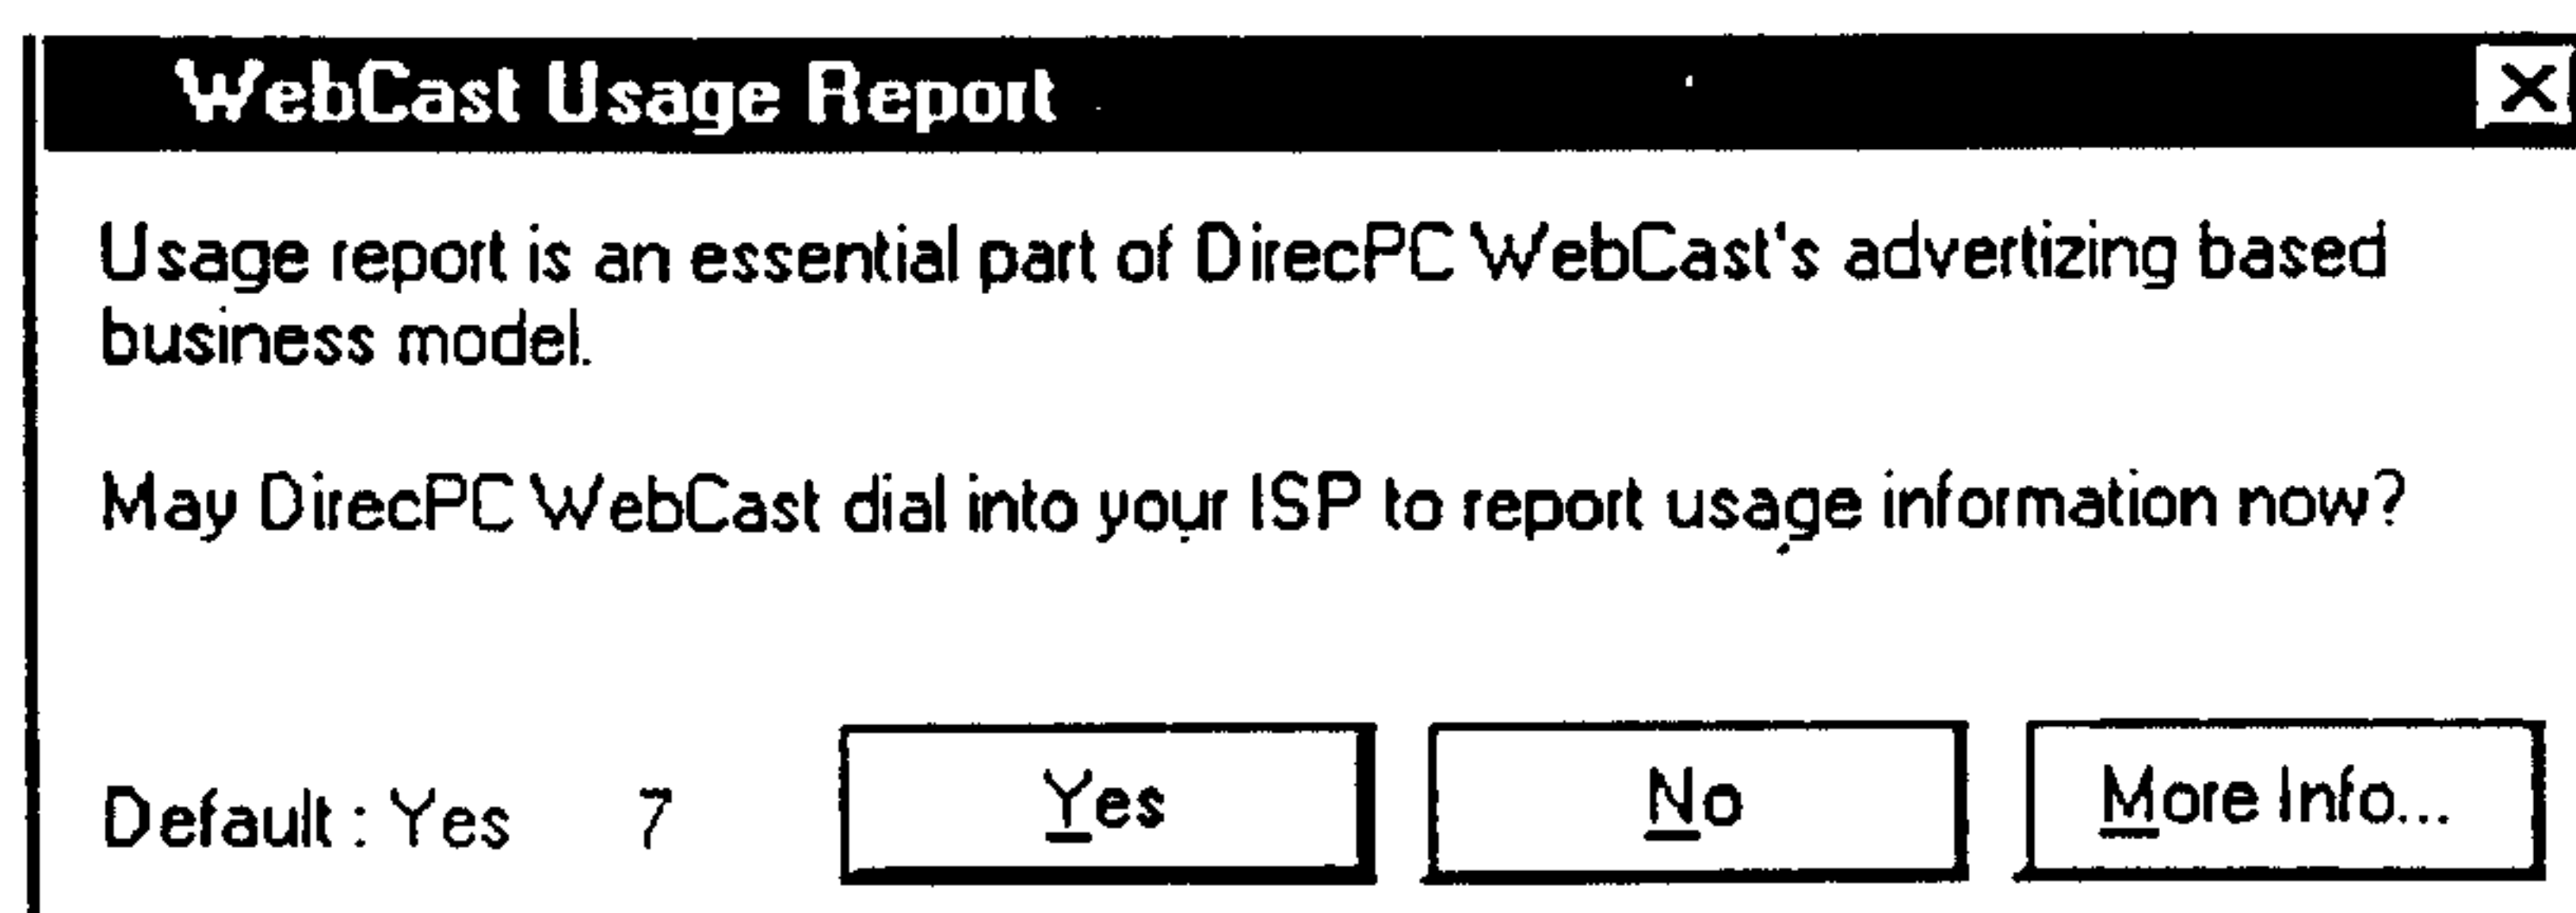 WebCast Usage Report
Usage report is an essential part of DirecPC WebCast's advertizing based
business model.
May DirecPC WebCast dial into your ISP to report usage information now?
Default : Yes 7 Yes No More Info...